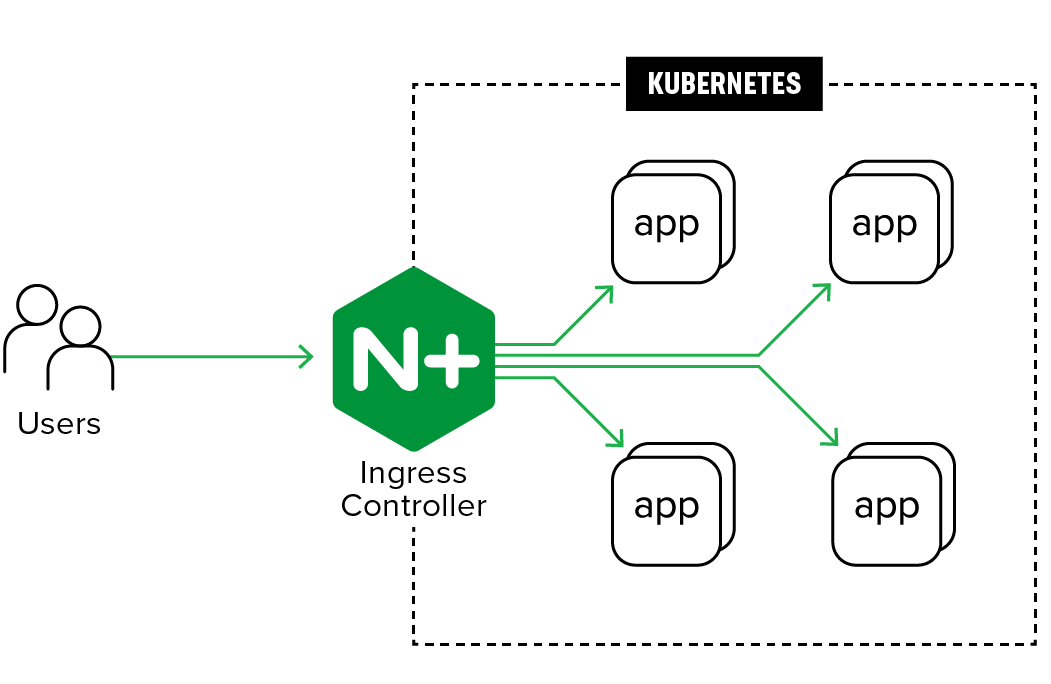 KUBERNETES
app
app
Users
N+
Ingress
Controller
app
app